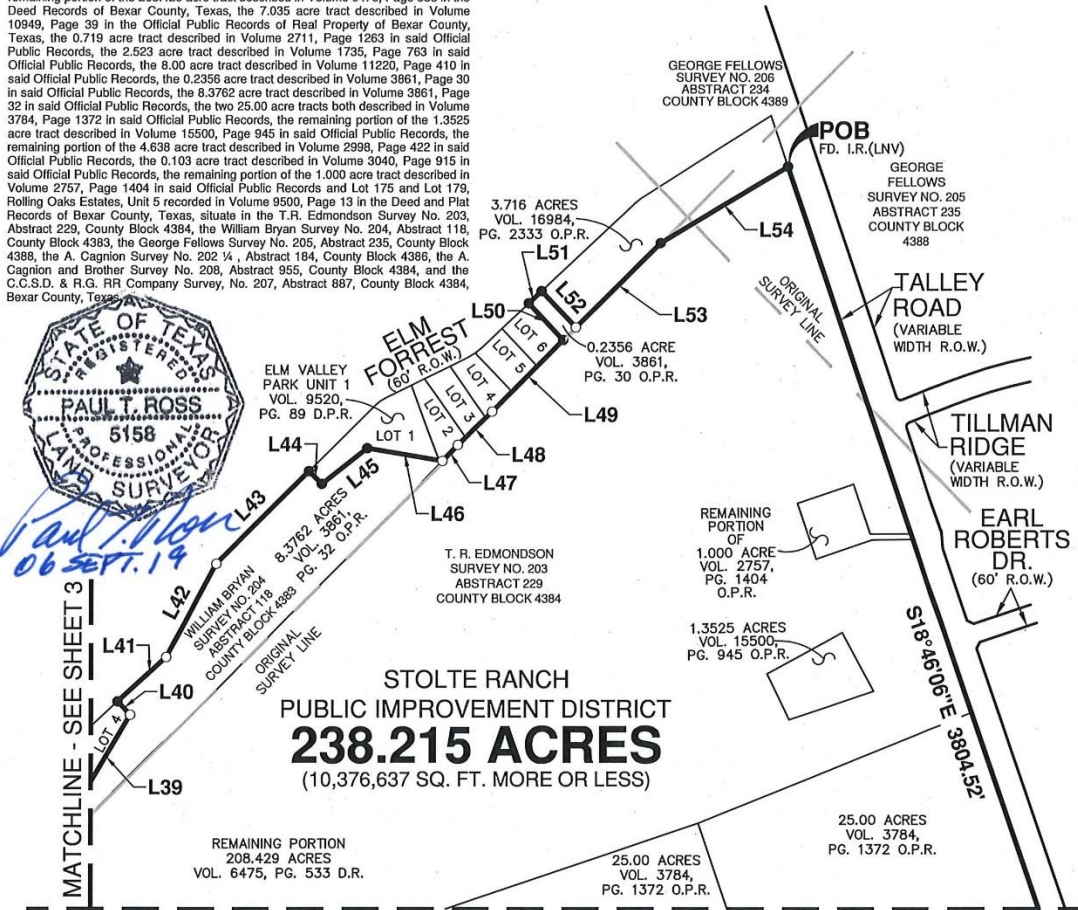 Deed Records of Bexar County, Texas, the 7.035 acre tract described in Volume
10949, Page 39 in the Official Public Records of Real Property of Bexar County,
Texas, the 0.719 acre tract described in Volume 2711, Page 1263 in said Official
Public Records, the 2.523 acre tract described in Volume 1735, Page 763 in said
Official Public Records, the 8.00 acre tract described in Volume 11220, Page 410 in
said Official Public Records, the 0.2356 acre tract described in Volume 3861, Page 30
in said Official Public Records, the 8.3762 acre tract described in Volume 3861, Page
32 in said Official Public Records, the two 25.00 acre tracts both described in Volume
3784, Page 1372 in said Official Public Records, the remaining portion of the 1.3525
acre tract described in Volume 15500, Page 945 in said Official Public Records, the
remaining portion of the 4.638 acre tract described in Volume 2998, Page 422 in said
Official Public Records, the 0.103 acre tract described in Volume 3040, Page 915 in
said Official Public Records, the remaining portion of the 1.000 acre tract described in
Volume 2757, Page 1404 in said Official Public Records and Lot 175 and Lot 179,
Rolling Oaks Estates, Unit 5 recorded in Volume 9500, Page 13 in the Deed and Plat
Records of Bexar County, Texas, situate in the T.R. Edmondson Survey No. 203,
Abstract 229, County Block 4384, the William Bryan Survey No. 204, Abstract 118,
County Block 4383, the George Fellows Survey No. 205, Abstract 235, County Block
4388, the A. Cagnion Survey No. 202 ¼ , Abstract 184, County Block 4386, the A.
Cagnion and Brother Survey No. 208, Abstract 955, County Block 4384, and the
C.C.S.D. & R.G. RR Company Survey, No. 207, Abstract 887, County Block 4384,
Bexar County, Texas.
STATE OF TEXAS
REGISTERED
PAUL T. ROSS
5158
PROFESSIONAL
LAND SURVEYOR
Paul T. Ross
06 SEPT. 19
GEORGE FELLOWS
SURVEY NO. 206
ABSTRACT 234
COUNTY BLOCK 4389
POB
FD. I.R.(LNV)
GEORGE
FELLOWS
SURVEY NO. 205
ABSTRACT 235
COUNTY BLOCK
4388
3.716 ACRES
VOL. 16984,
PG. 2333 O.P.R.
L54
L51
L50
L52
L53
ORIGINAL
SURVEY LINE
TALLEY
ROAD
(VARIABLE
WIDTH R.O.W.)
ELM
FORREST
(60' R.O.W.)
0.2356 ACRE
VOL. 3861,
PG. 30 O.P.R.
ELM VALLEY
PARK UNIT 1
VOL. 9520,
PG. 89 D.P.R.
LOT 6
LOT 5
LOT 4
LOT 3
LOT 2
LOT 1
L49
L48
L47
L46
L45
L44
L43
L42
L41
L40
L39
LOT 4
TILLMAN
RIDGE
(VARIABLE
WIDTH R.O.W.)
EARL
ROBERTS
DR.
(60' R.O.W.)
8.3762 ACRES
VOL. 3861,
PG. 32 O.P.R.
WILLIAM BRYAN
SURVEY NO. 204
ABSTRACT 118
COUNTY BLOCK 4383
ORIGINAL
SURVEY LINE
T. R. EDMONDSON
SURVEY NO. 203
ABSTRACT 229
COUNTY BLOCK 4384
REMAINING
PORTION
OF
1.000 ACRE
VOL. 2757,
PG. 1404
O.P.R.
1.3525 ACRES
VOL. 15500,
PG. 945 O.P.R.
S18°46'06"E 3804.52'
MATCHLINE - SEE SHEET 3
STOLTE RANCH
PUBLIC IMPROVEMENT DISTRICT
238.215 ACRES
(10,376,637 SQ. FT. MORE OR LESS)
REMAINING PORTION
208.429 ACRES
VOL. 6475, PG. 533 D.R.
25.00 ACRES
VOL. 3784,
PG. 1372 O.P.R.
25.00 ACRES
VOL. 3784,
PG. 1372 O.P.R.